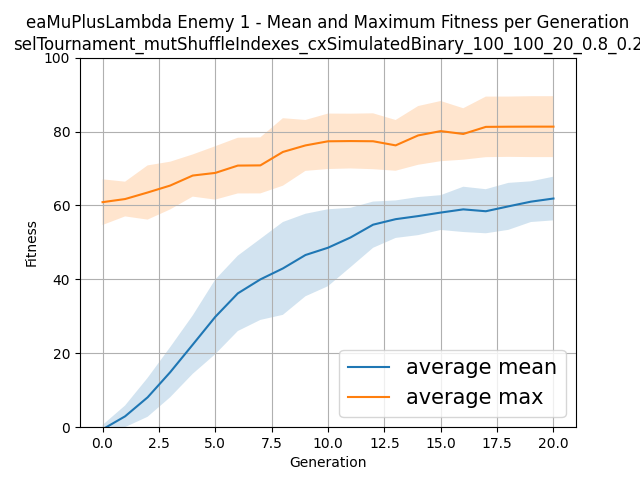 eaMuPlusLambda Enemy 1 - Mean and Maximum Fitness per Generation
selTournament_mutShuffleIndexes_cxSimulatedBinary_100_100_20_0.8_0.2
100
80
60
40
20
0
Fitness
average mean
average max
0.0 2.5 5.0 7.5 10.0 12.5 15.0 17.5 20.0
Generation